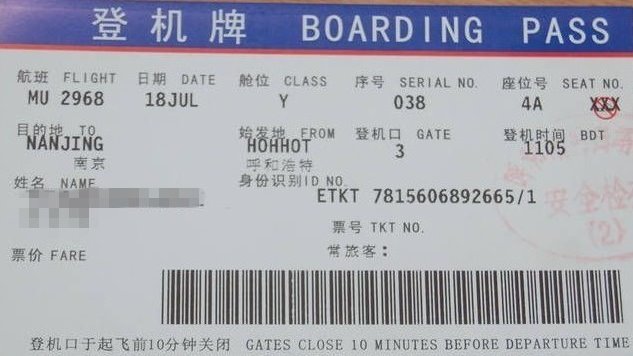 登机牌 BOARDING PASS
航班 FLIGHT 日期 DATE 舱位 CLASS 序号 SERIAL NO. 座位号 SEAT NO.
MU 2968 18JUL Y 038 4A XXX
目的地 TO 始发地 FROM 登机口 GATE 登机时间 BDT
NANJING HOHHOT 3 1105
南京 呼和浩特
姓名 NAME 身份识别ID NO.
ETKT 7815606892665/1
票号 TKT NO.
票价 FARE 常旅客:
安全检
(2)
登机口于起飞前10分钟关闭 GATES CLOSE 10 MINUTES BEFORE DEPARTURE TIME